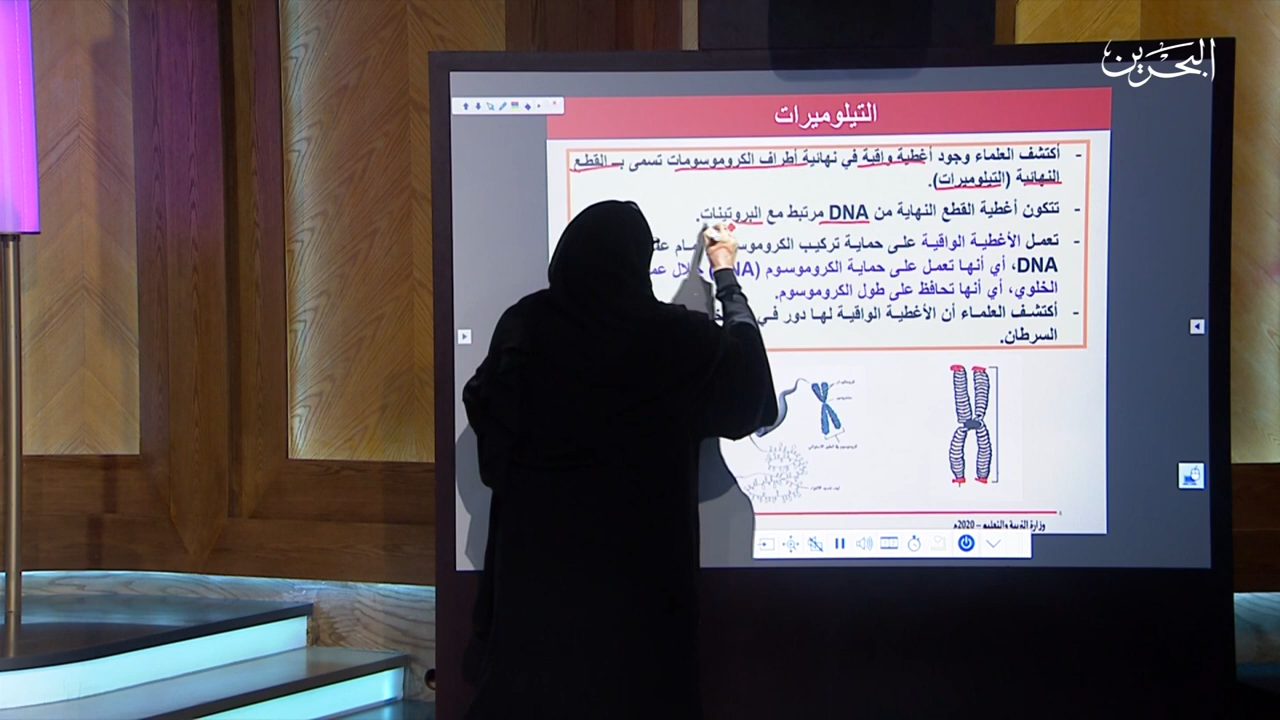 البحرين
التيلوميرات
- أكتشف العلماء وجود أغطية واقية في نهائية أطراف الكروموسومات تسمى بـ القطع
النهائية (التيلوميرات).
- تتكون أغطية القطع النهاية من DNA مرتبط مع البروتينات.
- تعمل الأغطية الواقية على حماية تركيب
DNA، أي أنها تعمل على حماية الكروموسوم (DNA) خلال
الخلوي، أي أنها تحافظ على طول الكروموسوم.
- أكتشف العلماء أن الأغطية الواقية لها دور في
السرطان.
وزارة التربية والتعليم – 2020م